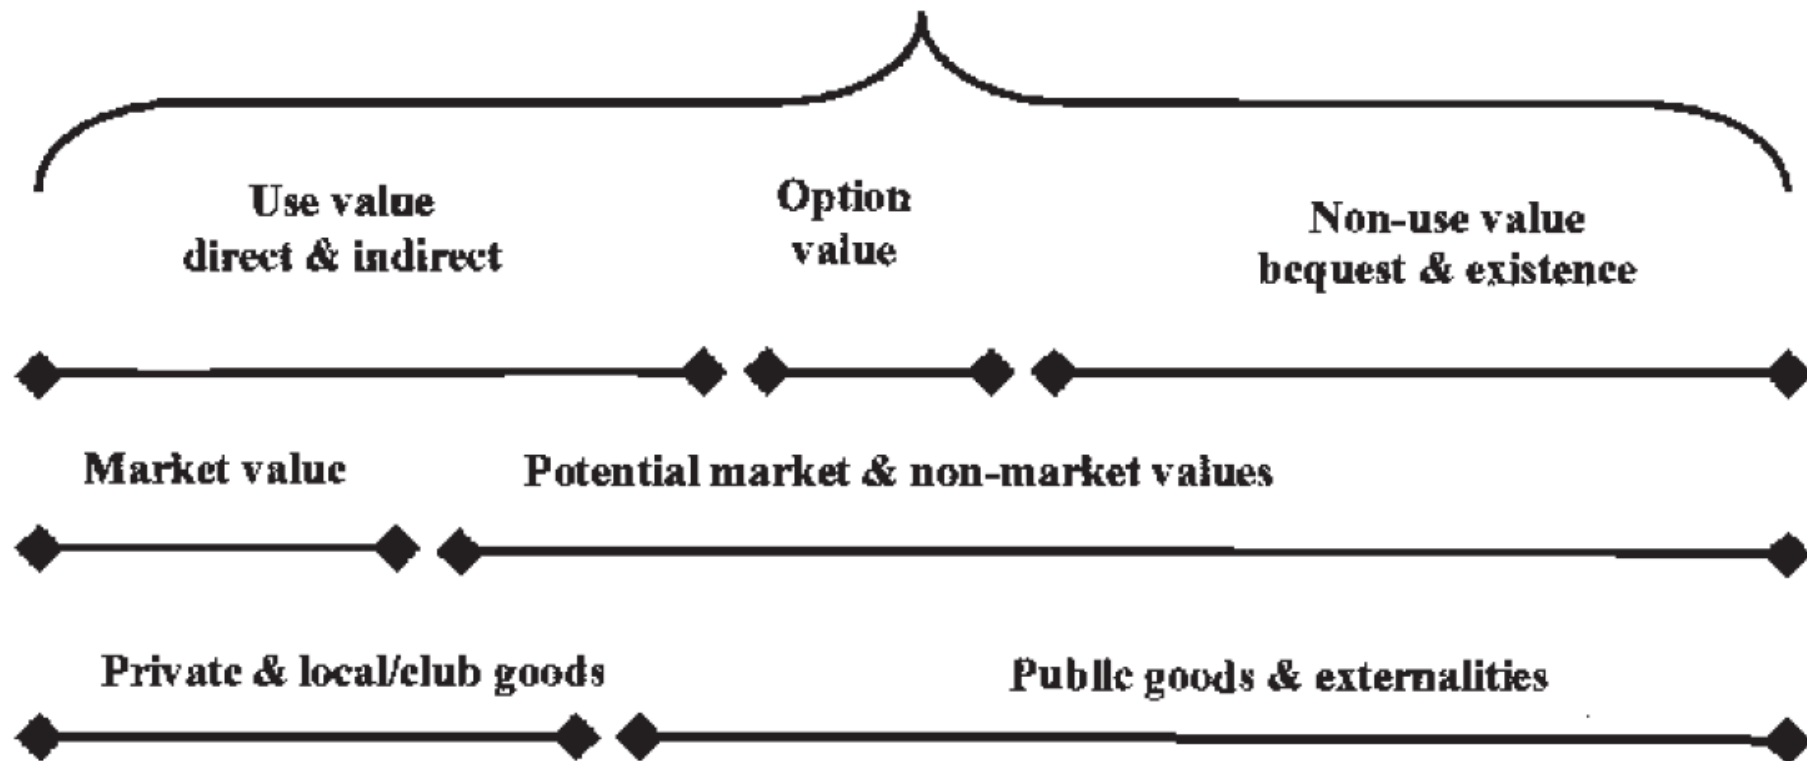 Use value
direct & indirect
Option
value
Non-use value
bequest & existence
Market value
Potential market & non-market values
Private & local/club goods
Public goods & externalities